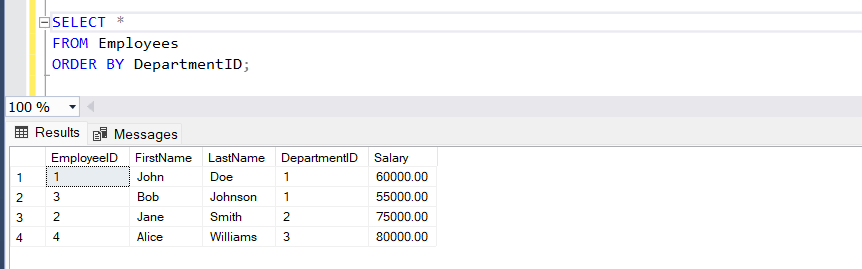 SELECT *
FROM Employees
ORDER BY DepartmentID;
100 %
Results Messages
EmployeeID FirstName LastName DepartmentID Salary
1 1 John Doe 1 60000.00
2 3 Bob Johnson 1 55000.00
3 2 Jane Smith 2 75000.00
4 4 Alice Williams 3 80000.00